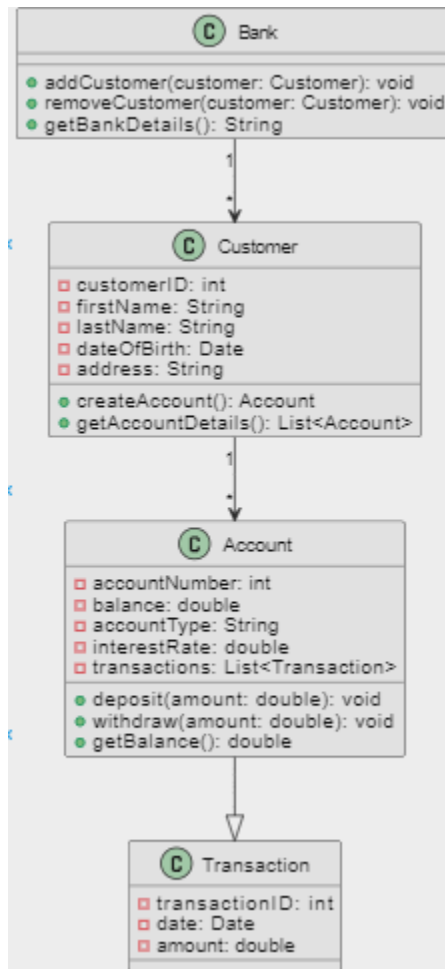 C Bank
addCustomer(customer: Customer): void
removeCustomer(customer: Customer): void
getBankDetails(): String
1
*
C Customer
customerID: int
firstName: String
lastName: String
dateOfBirth: Date
address: String
createAccount(): Account
getAccountDetails(): List<Account>
1
*
C Account
accountNumber: int
balance: double
accountType: String
interestRate: double
transactions: List<Transaction>
deposit(amount: double): void
withdraw(amount: double): void
getBalance(): double
C Transaction
transactionID: int
date: Date
amount: double